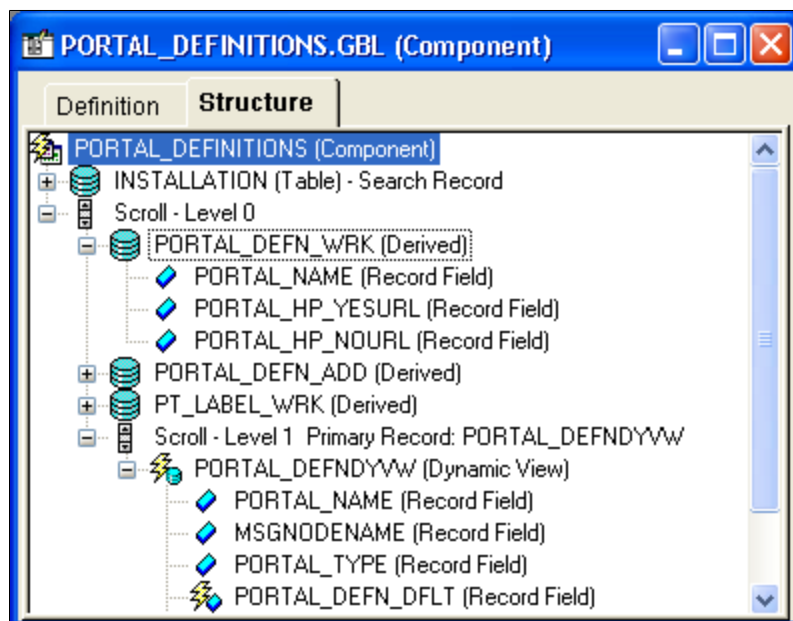 PORTAL_DEFINITIONS.GBL (Component)
Definition Structure
PORTAL_DEFINITIONS (Component)
INSTALLATION (Table) - Search Record
Scroll - Level 0
PORTAL_DEFN_WRK (Derived)
PORTAL_NAME (Record Field)
PORTAL_HP_YESURL (Record Field)
PORTAL_HP_NOURL (Record Field)
PORTAL_DEFN_ADD (Derived)
PT_LABEL_WRK (Derived)
Scroll - Level 1 Primary Record: PORTAL_DEFNDYVW
PORTAL_DEFNDYVW (Dynamic View)
PORTAL_NAME (Record Field)
MSGNODENAME (Record Field)
PORTAL_TYPE (Record Field)
PORTAL_DEFN_DFLT (Record Field)